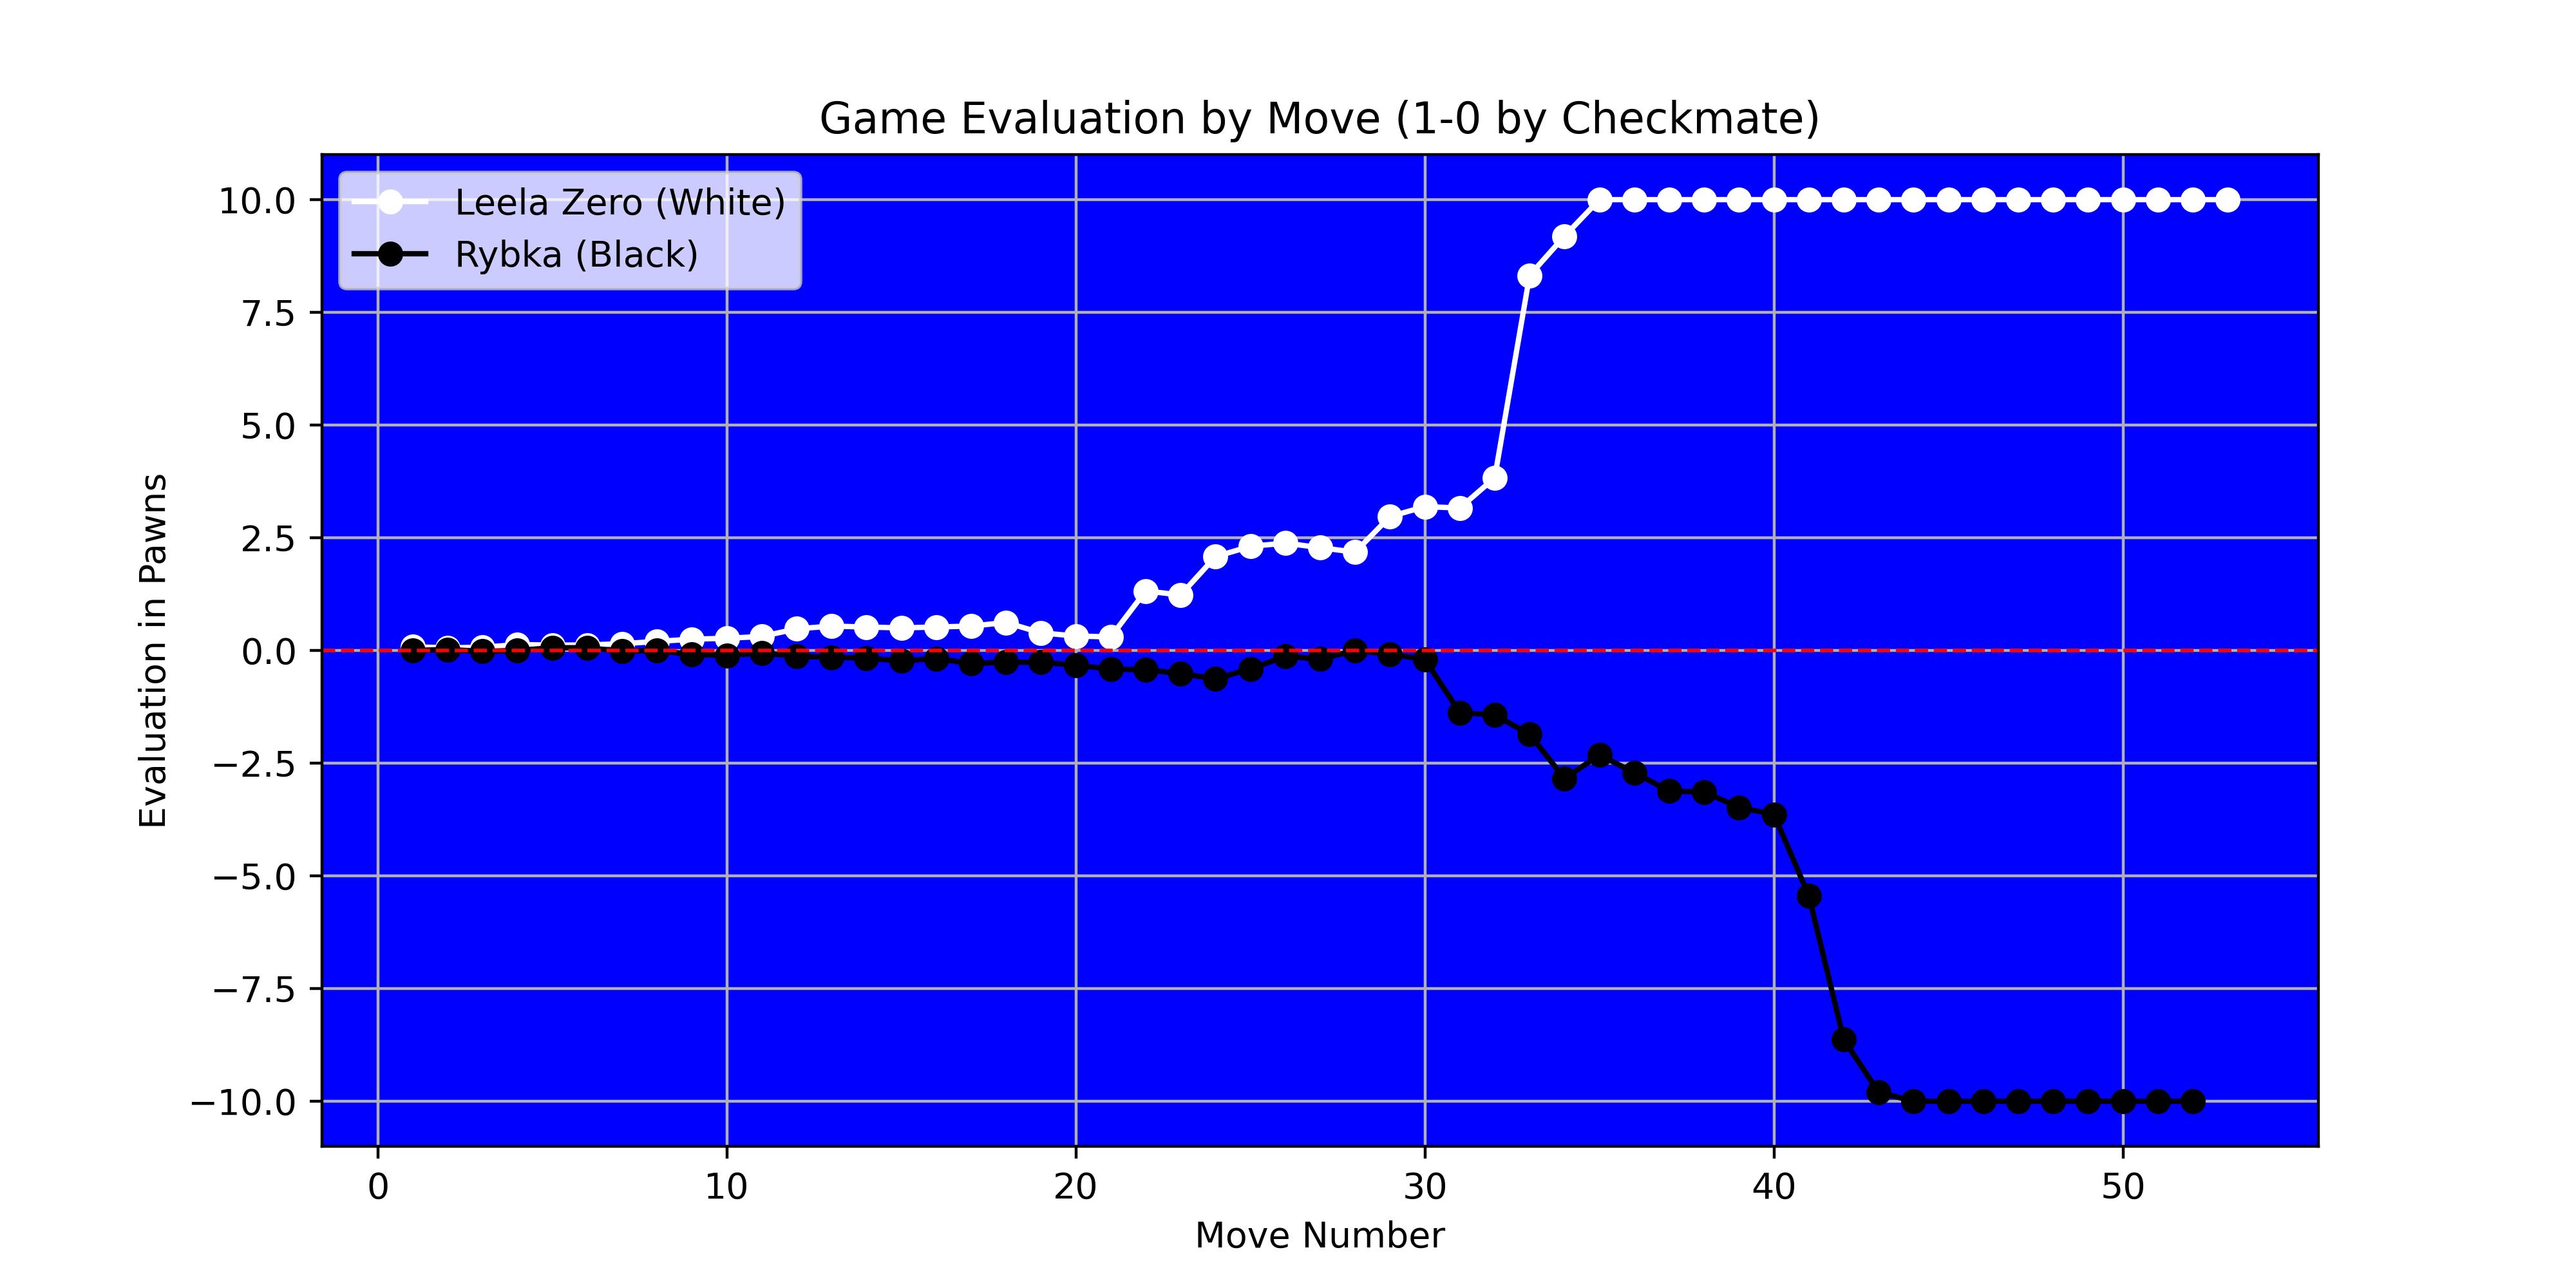 Game Evaluation by Move (1-0 by Checkmate)
Leela Zero (White)
Rybka (Black)
10.0
7.5
5.0
2.5
0.0
−2.5
−5.0
−7.5
−10.0
Evaluation in Pawns
0 10 20 30 40 50
Move Number